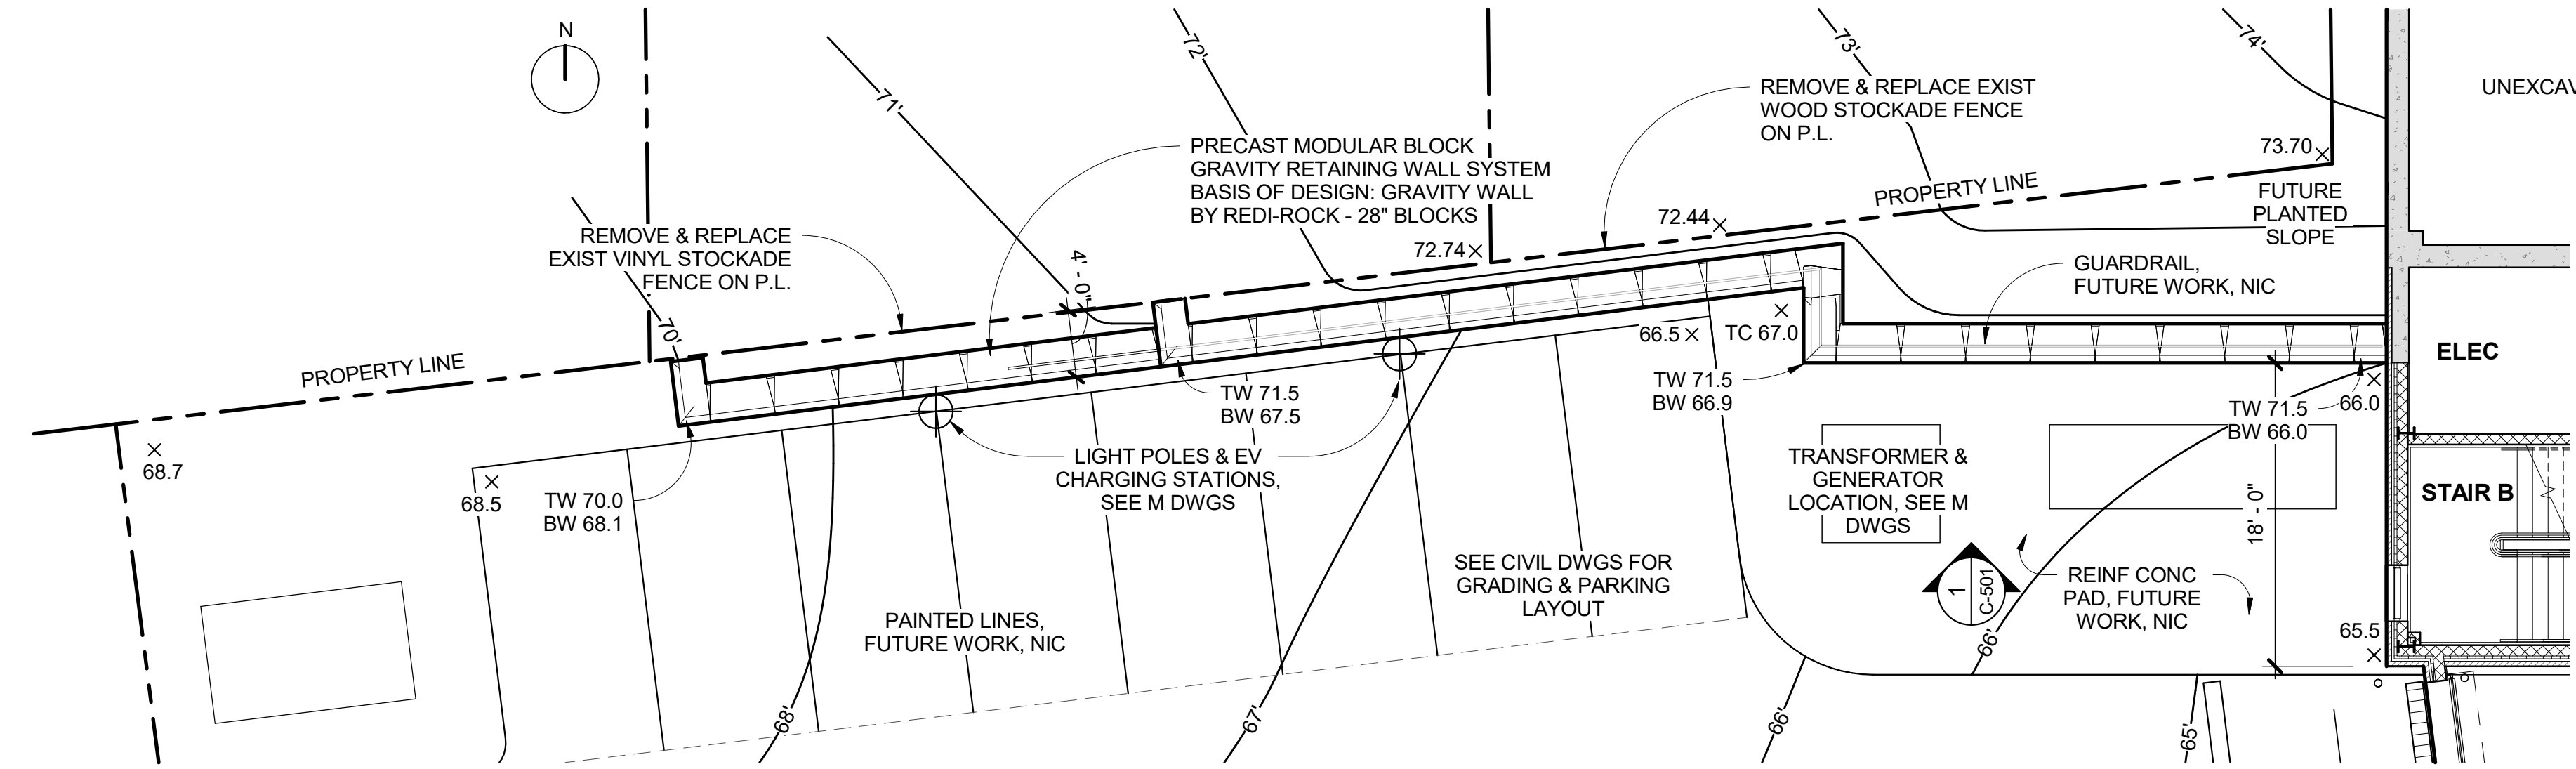 N
71'
72'
73'
74'
UNEXCAV
REMOVE & REPLACE EXIST
WOOD STOCKADE FENCE
ON P.L.
PRECAST MODULAR BLOCK
GRAVITY RETAINING WALL SYSTEM
BASIS OF DESIGN: GRAVITY WALL
BY REDI-ROCK - 28" BLOCKS
73.70
PROPERTY LINE
FUTURE
PLANTED
SLOPE
72.44
72.74
REMOVE & REPLACE
EXIST VINYL STOCKADE
FENCE ON P.L.
4' - 0"
GUARDRAIL,
FUTURE WORK, NIC
70'
66.5
TC 67.0
ELEC
PROPERTY LINE
TW 71.5
BW 67.5
TW 71.5
BW 66.9
TW 71.5
BW 66.0
66.0
68.7
68.5
TW 70.0
BW 68.1
LIGHT POLES & EV
CHARGING STATIONS,
SEE M DWGS
TRANSFORMER &
GENERATOR
LOCATION, SEE M
DWGS
STAIR B
18' - 0"
SEE CIVIL DWGS FOR
GRADING & PARKING
LAYOUT
1
C-501
REINF CONC
PAD, FUTURE
WORK, NIC
PAINTED LINES,
FUTURE WORK, NIC
65.5
66'
68'
67'
66'
65'